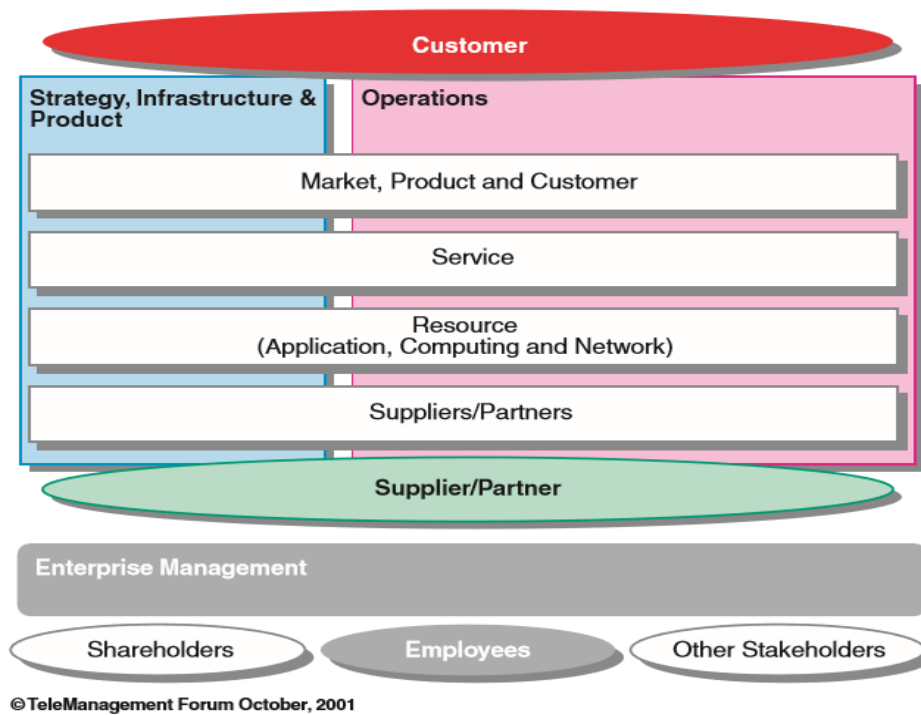 Customer
Strategy, Infrastructure &
Product
Operations
Market, Product and Customer
Service
Resource
(Application, Computing and Network)
Suppliers/Partners
Supplier/Partner
Enterprise Management
Shareholders
Employees
Other Stakeholders
©TeleManagement Forum October, 2001